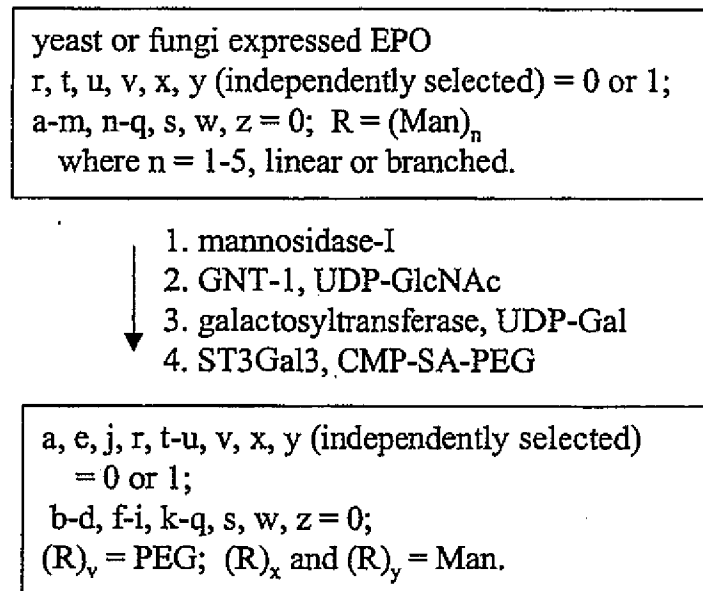 yeast or fungi expressed EPO
r, t, u, v, x, y (independently selected) = 0 or 1;
a-m, n-q, s, w, z = 0; R = (Man)n
where n = 1-5, linear or branched.
1. mannosidase-I
2. GNT-1, UDP-GlcNAc
3. galactosyltransferase, UDP-Gal
4. ST3Gal3, CMP-SA-PEG
a, e, j, r, t-u, v, x, y (independently selected)
= 0 or 1;
b-d, f-i, k-q, s, w, z = 0;
(R)v = PEG; (R)x and (R)y = Man.